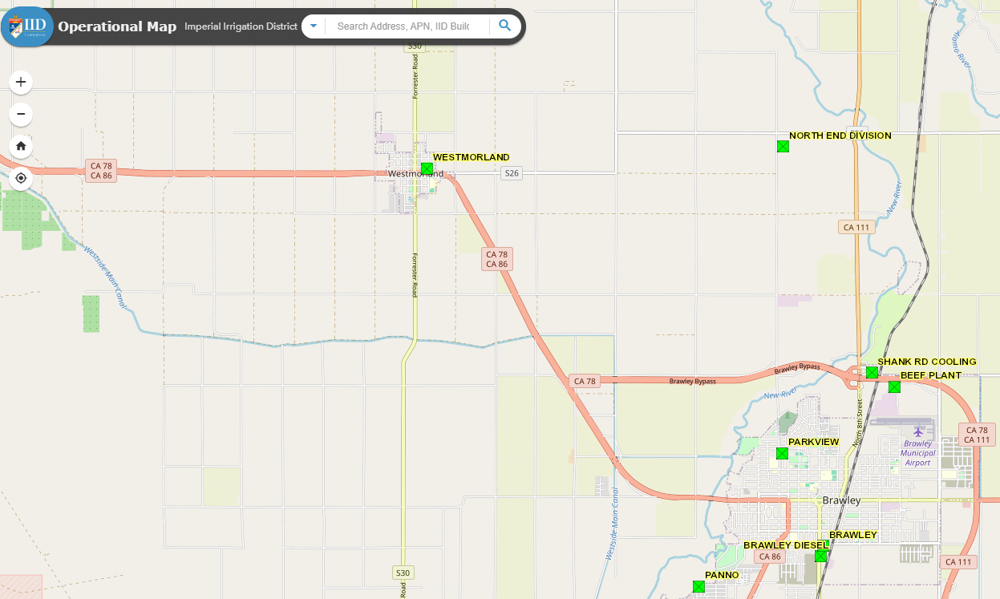 IID
Operational Map
Imperial Irrigation District
Search Address, APN, IID Buil
S30
Forrester Road
Alamo River
NORTH END DIVISION
WESTMORLAND
Westmorland
CA 78
CA 86
S26
New River
CA 111
Westside Main Canal
Forrester Road
CA 78
CA 86
SHANK RD COOLING
BEEF PLANT
Brawley Bypass
CA 78
Brawley Bypass
New River
North 8th Street
CA 78
CA 111
PARKVIEW
Brawley
Municipal
Airport
Brawley
Westside Main Canal
BRAWLEY
BRAWLEY DIESEL
CA 86
CA 111
S30
PANNO
Road